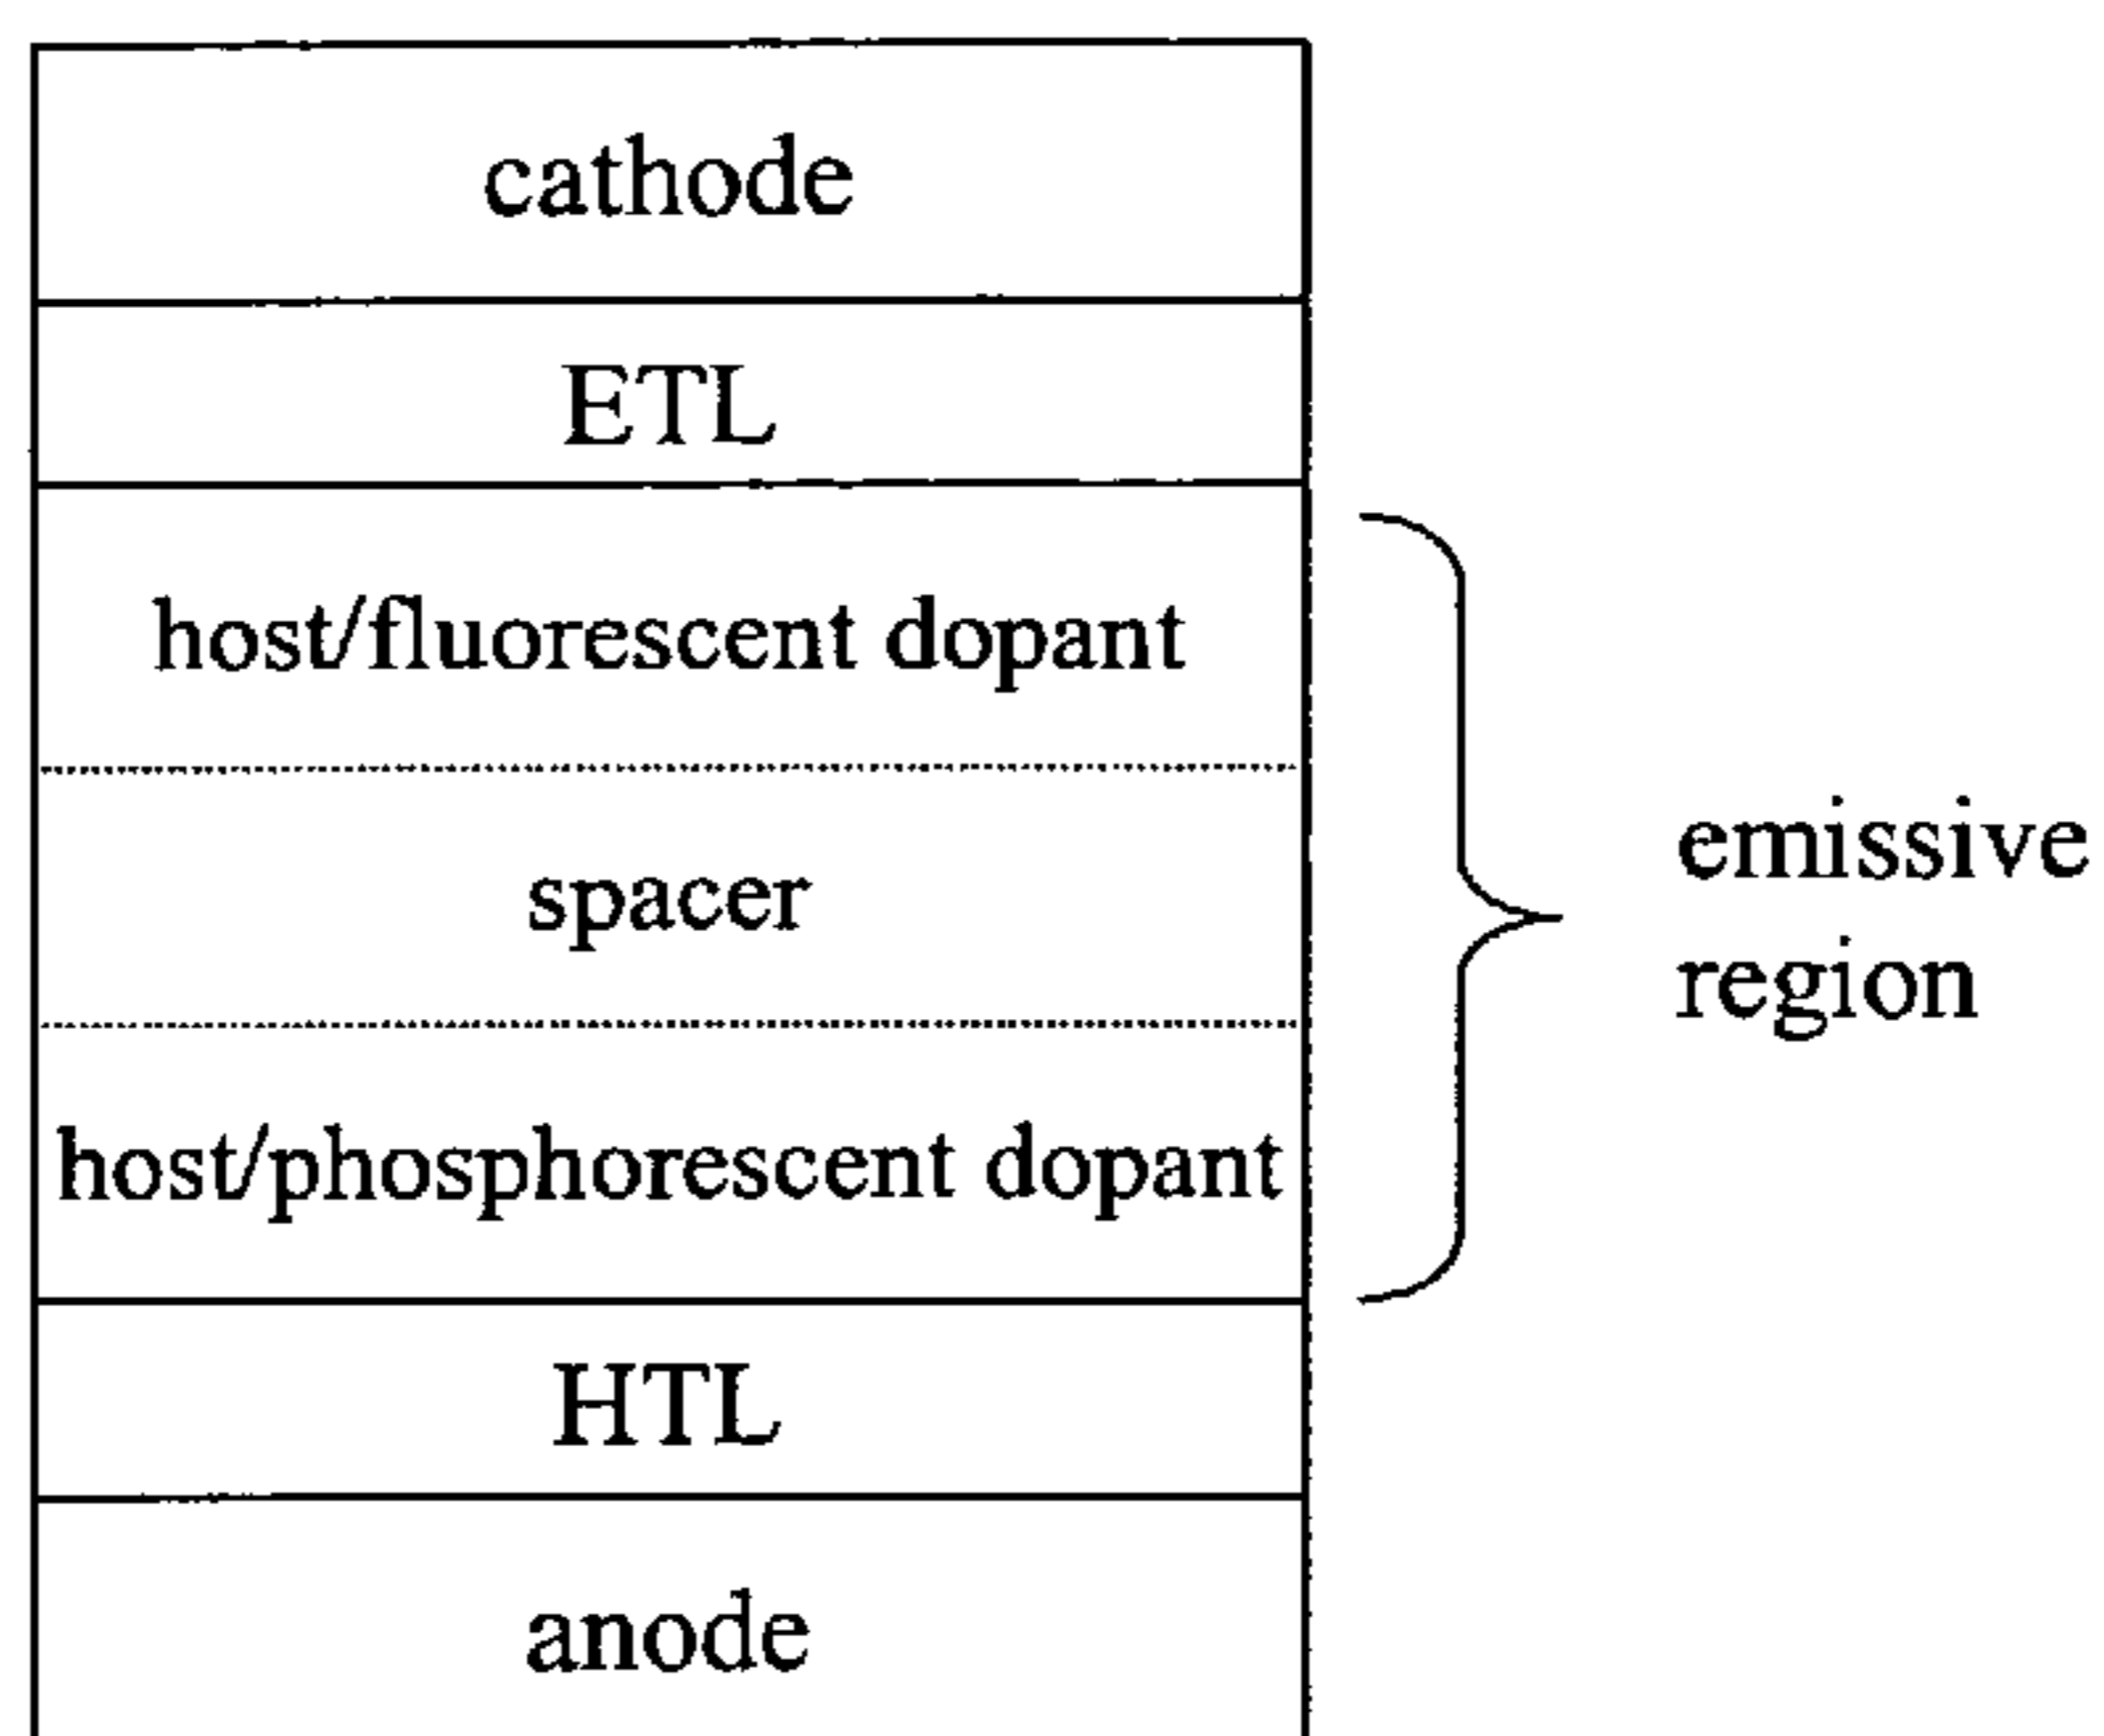 cathode
ETL
host/fluorescent dopant
spacer
emissive
region
host/phosphorescent dopant
HTL
anode